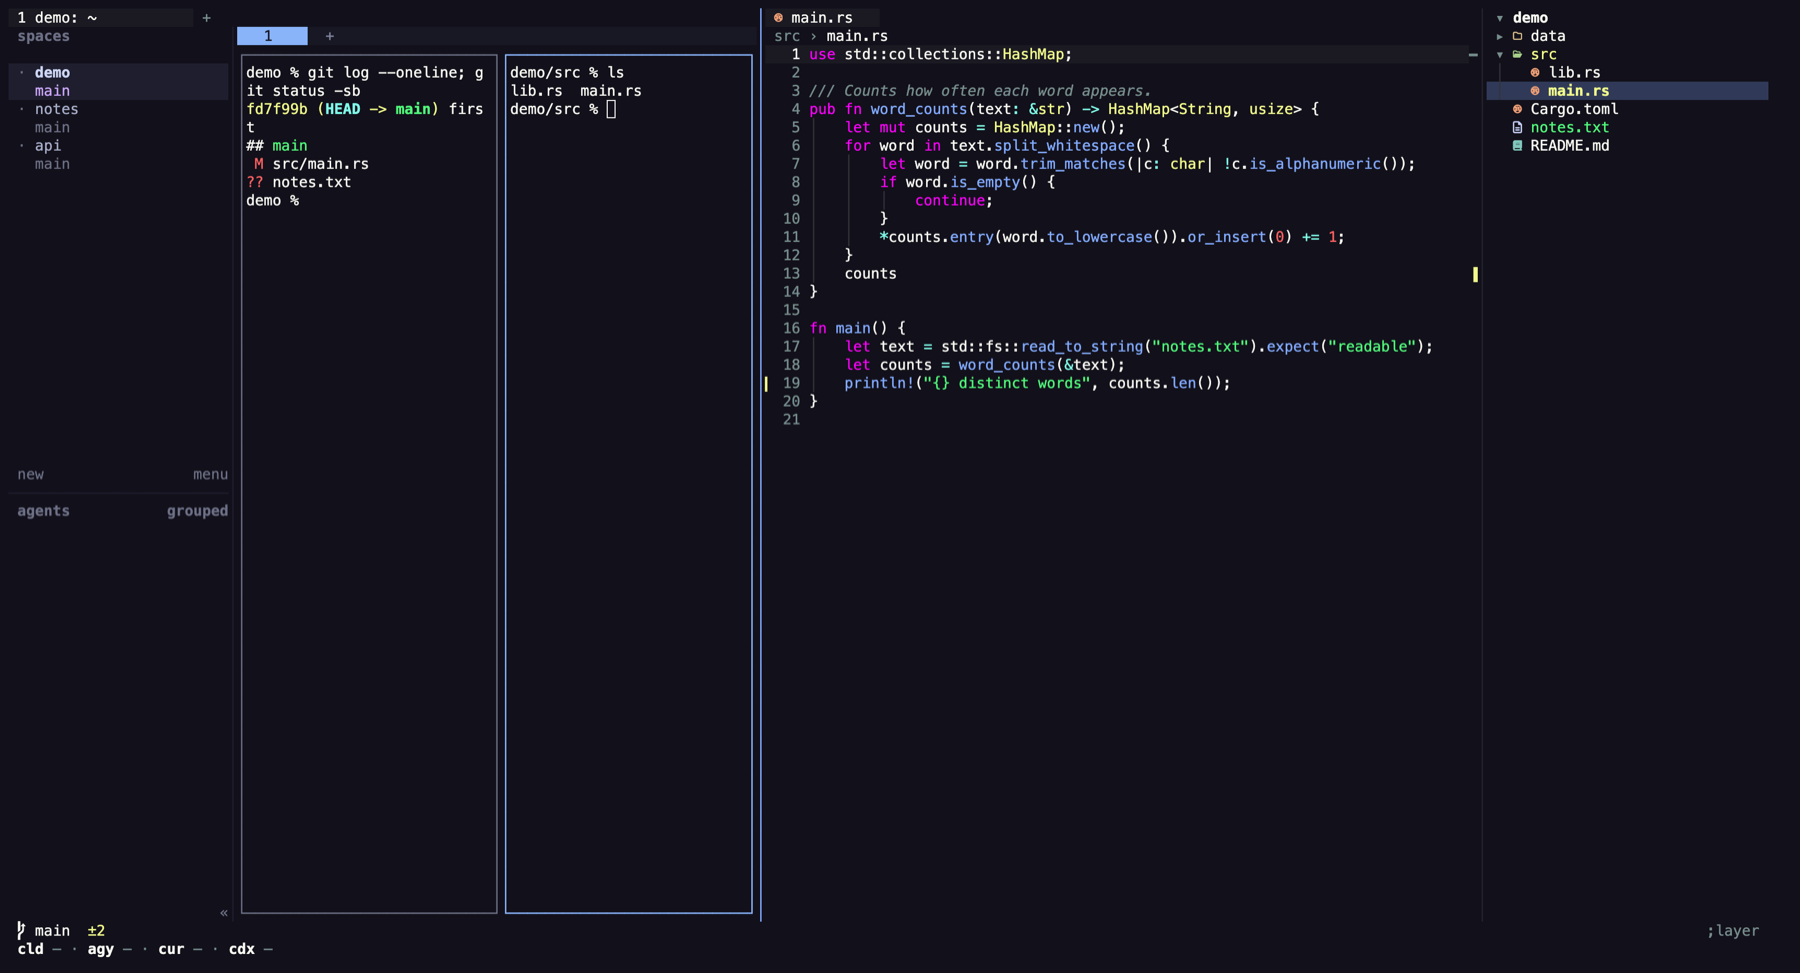 1 demo: ~ +
spaces
· demo
main
· notes
main
· api
main
new menu
agents grouped
«
1 +
demo % git log --oneline; g
it status -sb
fd7f99b (HEAD -> main) firs
t
## main
 M src/main.rs
?? notes.txt
demo %
demo/src % ls
lib.rs  main.rs
demo/src %
main.rs
src › main.rs
1 use std::collections::HashMap;
2
3 /// Counts how often each word appears.
4 pub fn word_counts(text: &str) -> HashMap<String, usize> {
5     let mut counts = HashMap::new();
6     for word in text.split_whitespace() {
7         let word = word.trim_matches(|c: char| !c.is_alphanumeric());
8         if word.is_empty() {
9             continue;
10         }
11         *counts.entry(word.to_lowercase()).or_insert(0) += 1;
12     }
13     counts
14 }
15
16 fn main() {
17     let text = std::fs::read_to_string("notes.txt").expect("readable");
18     let counts = word_counts(&text);
19     println!("{} distinct words", counts.len());
20 }
21
demo
data
src
lib.rs
main.rs
Cargo.toml
notes.txt
README.md
main ±2
;layer
cld — · agy — · cur — · cdx —